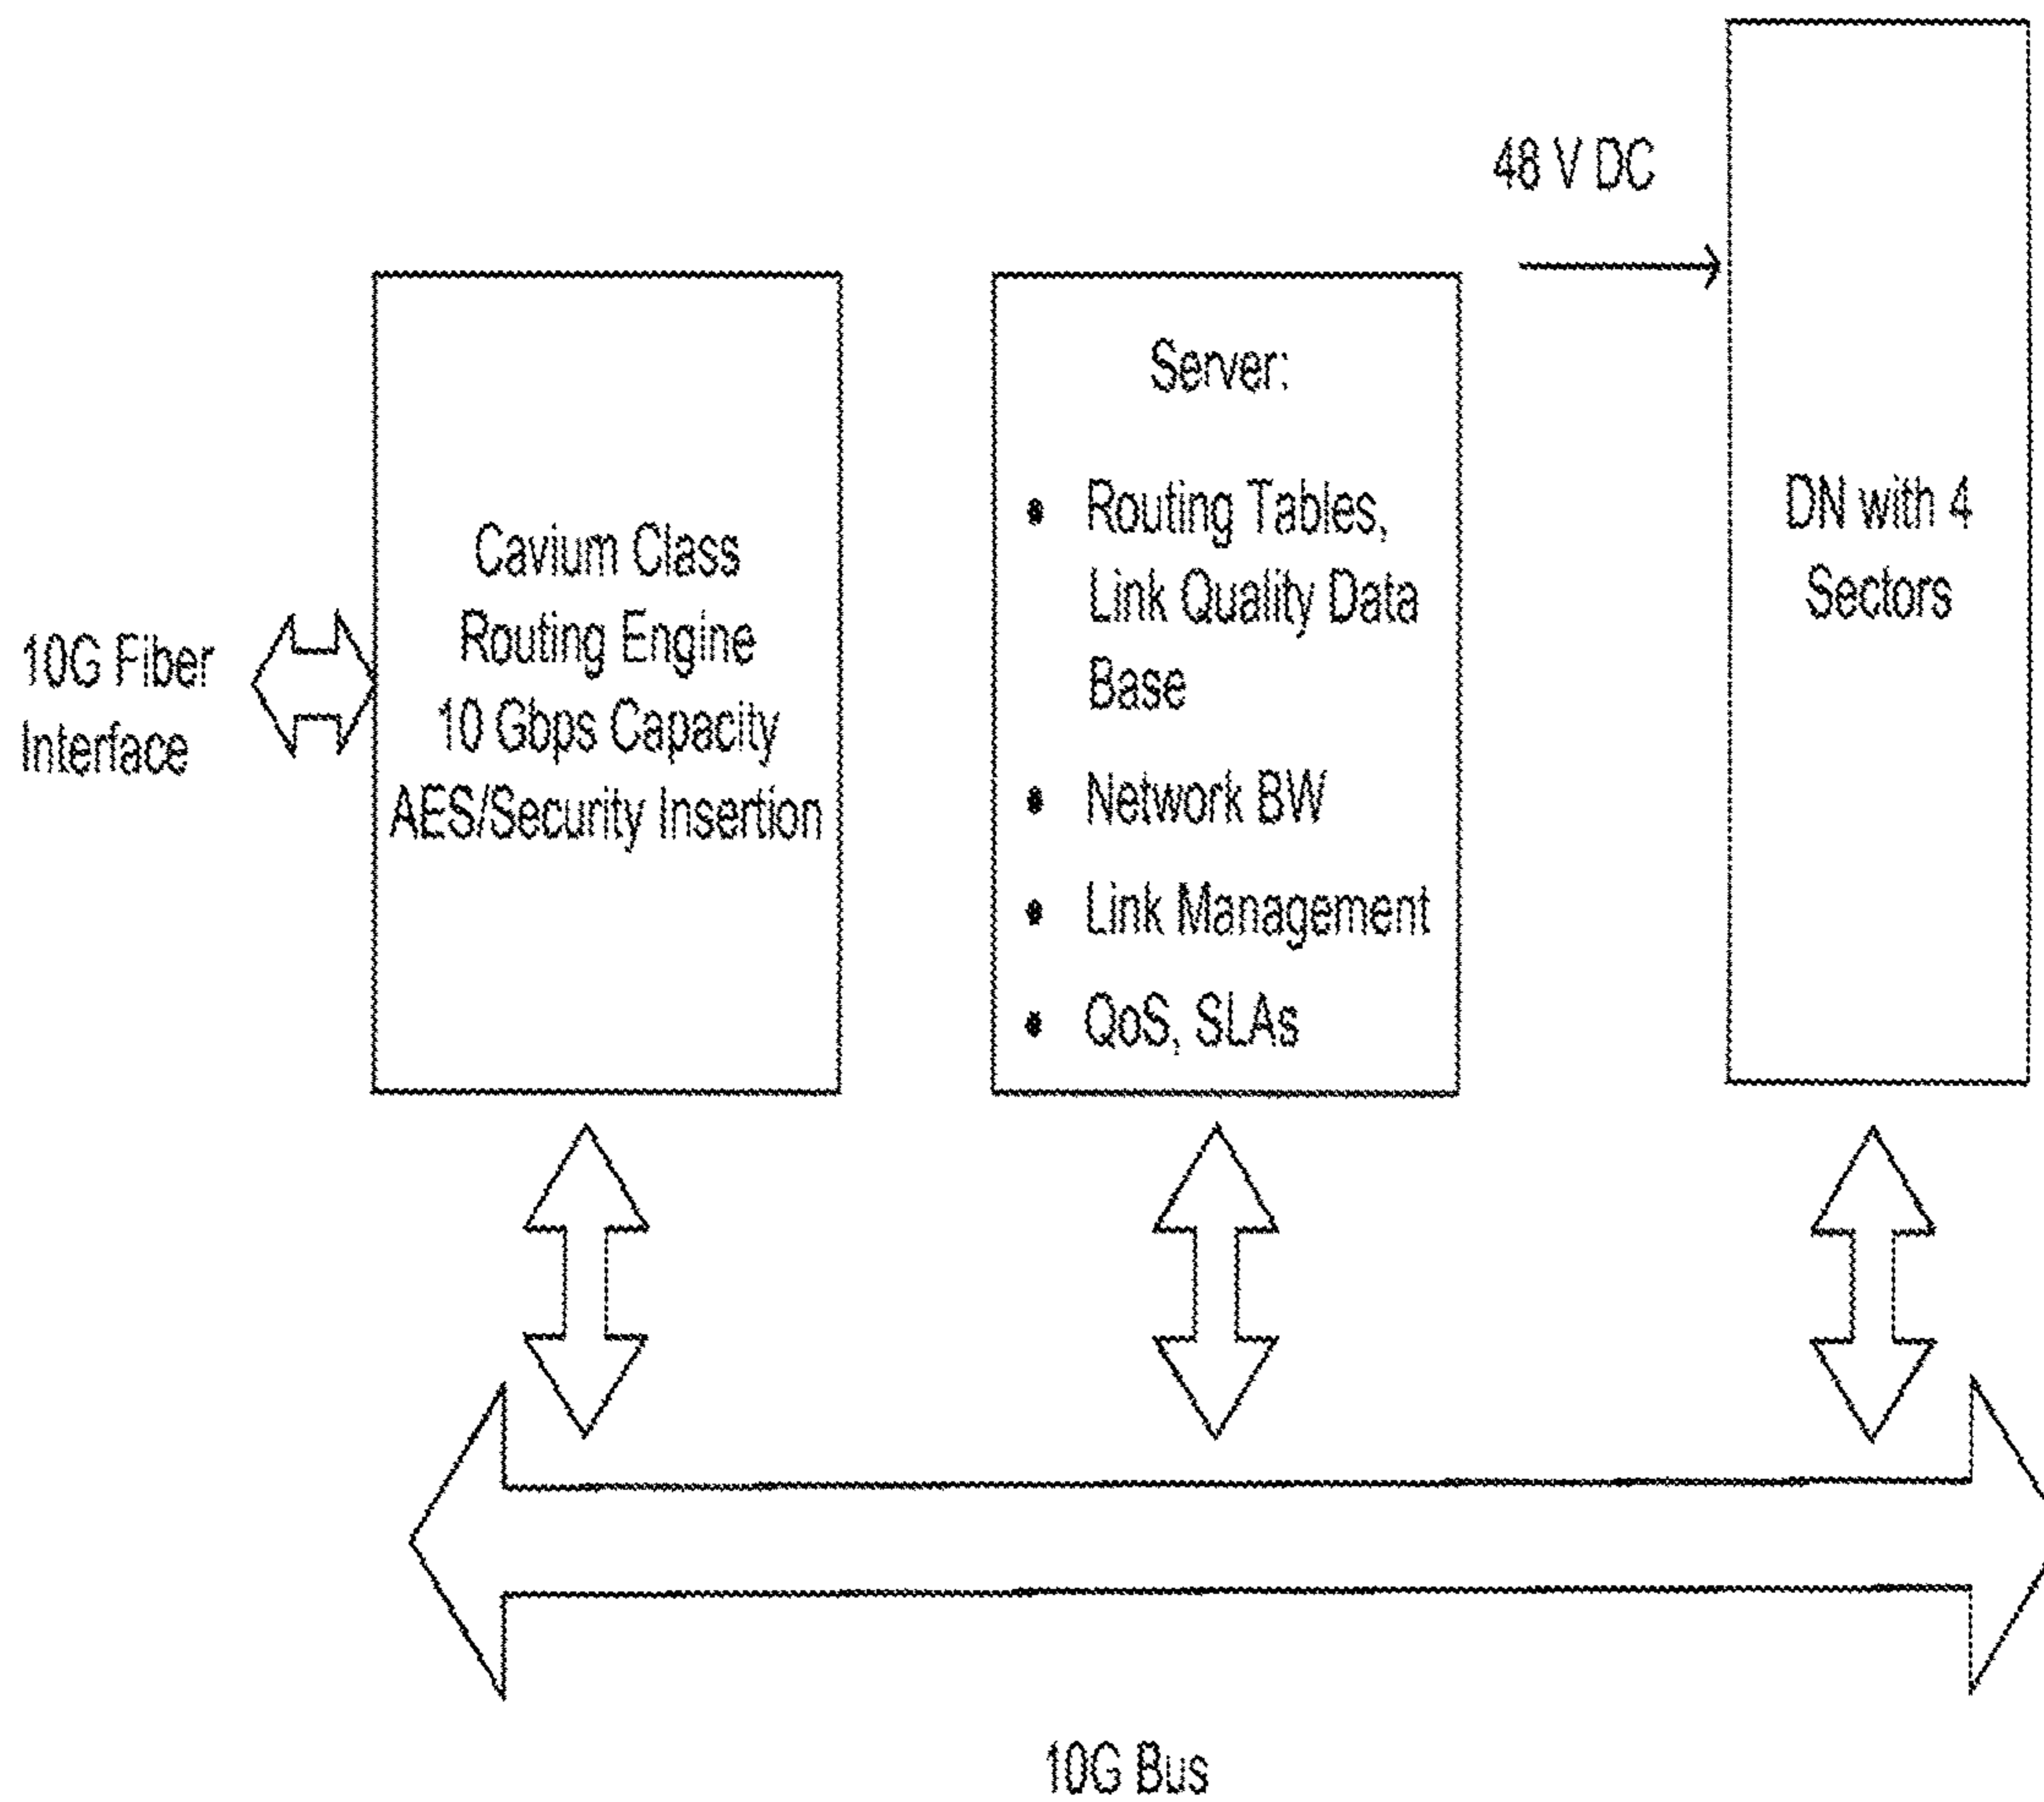 48 V DC
10G Fiber
Interface
Cavium Class
Routing Engine
10 Gbps Capacity
AES/Security Insertion
Server:
• Routing Tables,
Link Quality Data
Base
• Network BW
• Link Management
• QoS, SLAs
DN with 4
Sectors
10G Bus